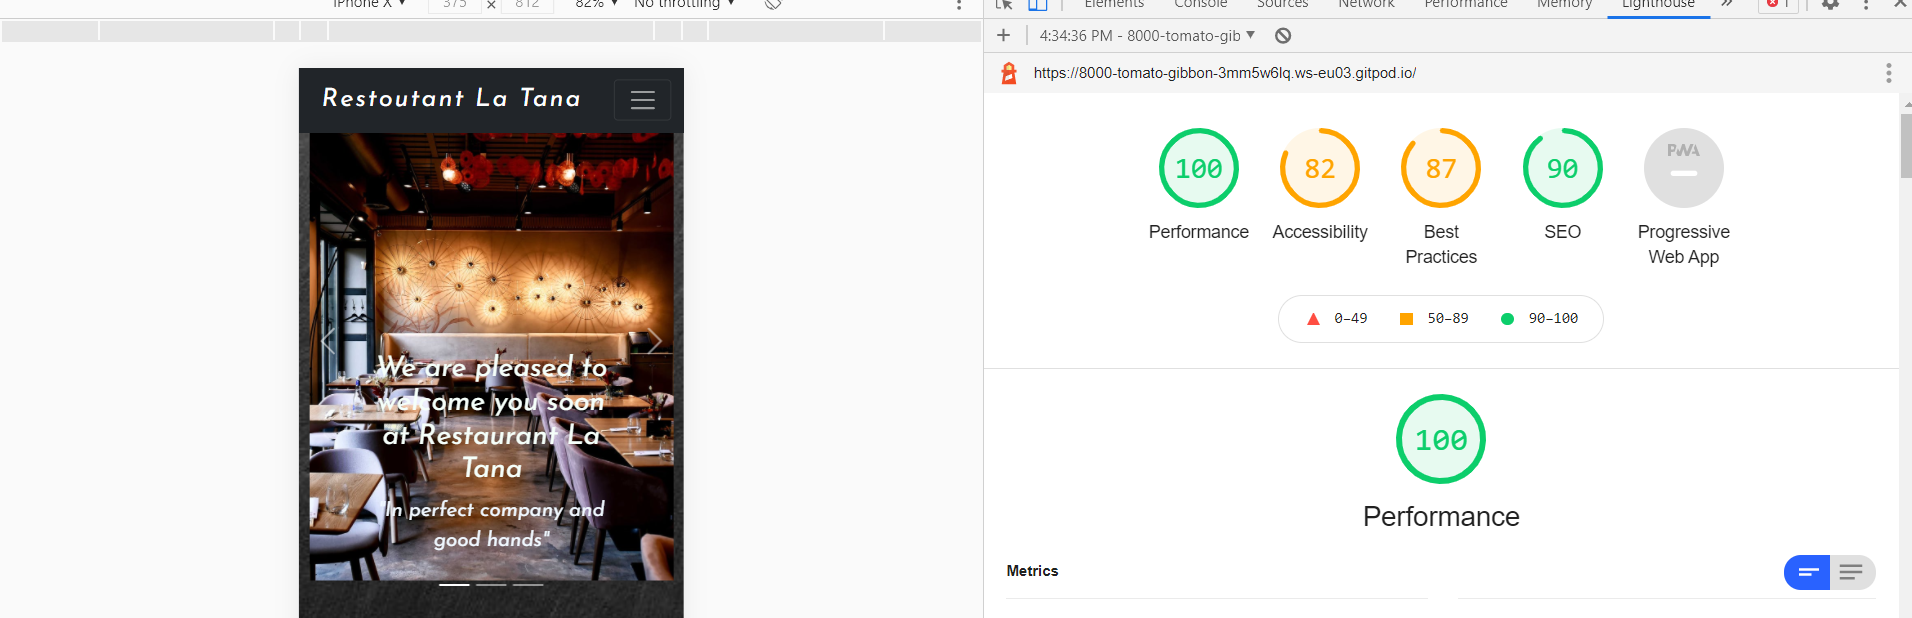 iPhone X 375 x 812 82% No throttling
Elements Console Sources Network Performance Memory Lighthouse » 1
4:34:36 PM - 8000-tomato-gib
https://8000-tomato-gibbon-3mm5w6lq.ws-eu03.gitpod.io/
Restoutant La Tana
We are pleased to
welcome you soon
at Restaurant La
Tana
"In perfect company and
good hands"
100 82 87 90 PWA
Performance Accessibility Best Practices SEO Progressive Web App
0–49 50–89 90–100
100
Performance
Metrics